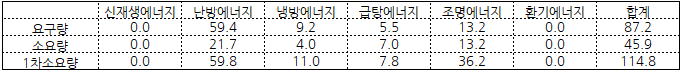 신재생에너지 난방에너지 냉방에너지 급탕에너지 조명에너지 환기에너지 합계
요구량 0.0 59.4 9.2 5.5 13.2 0.0 87.2
소요량 0.0 21.7 4.0 7.0 13.2 0.0 45.9
1차소요량 0.0 59.8 11.0 7.8 36.2 0.0 114.8